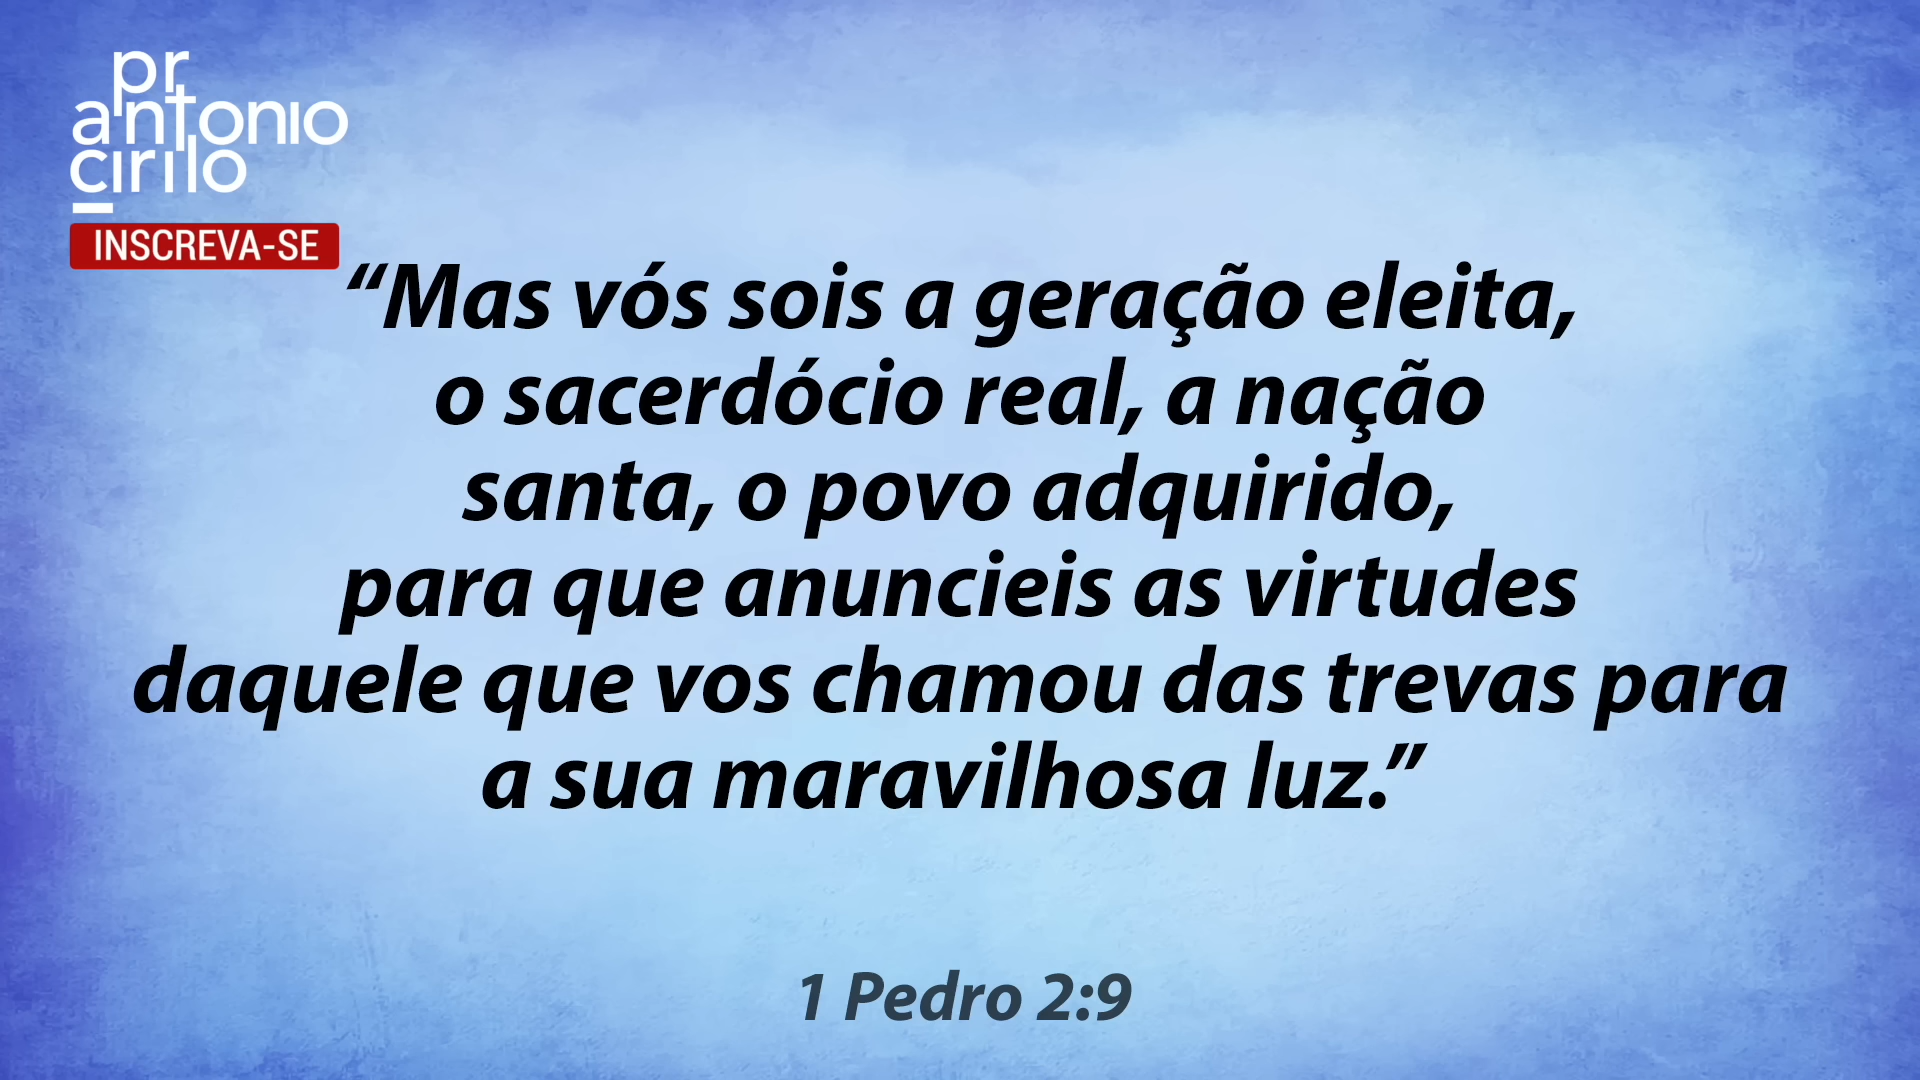 pr
antonio
cirilo
INSCREVA-SE
“Mas vós sois a geração eleita,
o sacerdócio real, a nação
santa, o povo adquirido,
para que anuncieis as virtudes
daquele que vos chamou das trevas para
a sua maravilhosa luz.”
1 Pedro 2:9